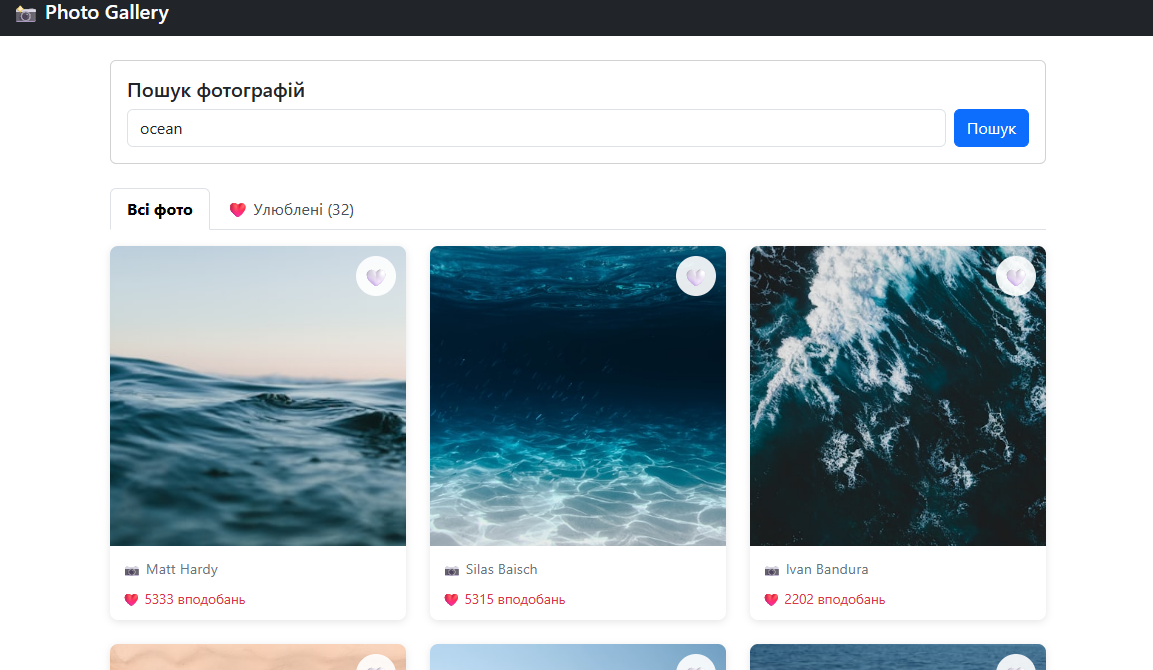 Photo Gallery
Пошук фотографій
ocean
Пошук
Всі фото
Улюблені (32)
Matt Hardy
5333 вподобань
Silas Baisch
5315 вподобань
Ivan Bandura
2202 вподобань